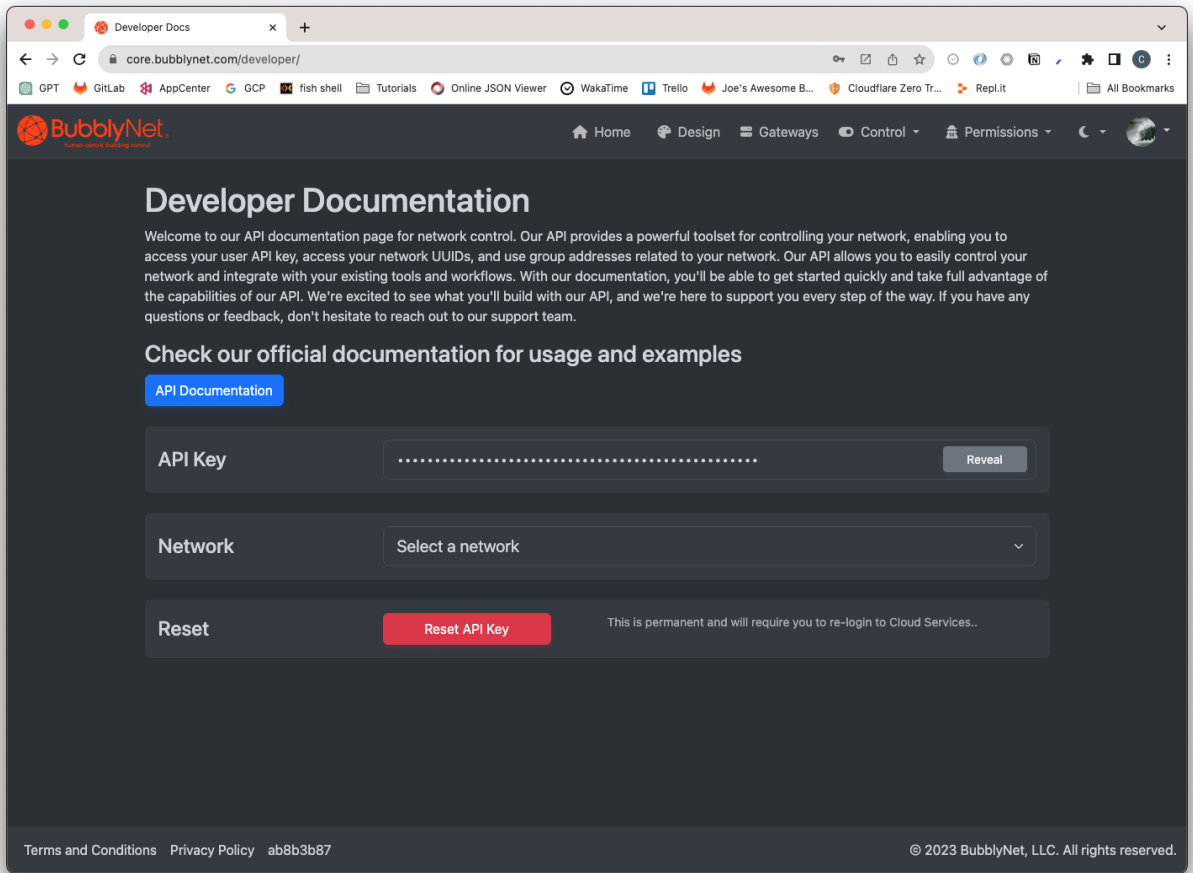 Developer Docs
core.bubblynet.com/developer/
GPT GitLab AppCenter GCP fish shell Tutorials Online JSON Viewer WakaTime Trello Joe's Awesome B... Cloudflare Zero Tr... Repl.it All Bookmarks
BubblyNet.
human centric building control
Home Design Gateways Control Permissions
Developer Documentation
Welcome to our API documentation page for network control. Our API provides a powerful toolset for controlling your network, enabling you to
access your user API key, access your network UUIDs, and use group addresses related to your network. Our API allows you to easily control your
network and integrate with your existing tools and workflows. With our documentation, you'll be able to get started quickly and take full advantage of
the capabilities of our API. We're excited to see what you'll build with our API, and we're here to support you every step of the way. If you have any
questions or feedback, don't hesitate to reach out to our support team.
Check our official documentation for usage and examples
API Documentation
API Key Reveal
Network Select a network
Reset Reset API Key This is permanent and will require you to re-login to Cloud Services..
Terms and Conditions Privacy Policy ab8b3b87 © 2023 BubblyNet, LLC. All rights reserved.